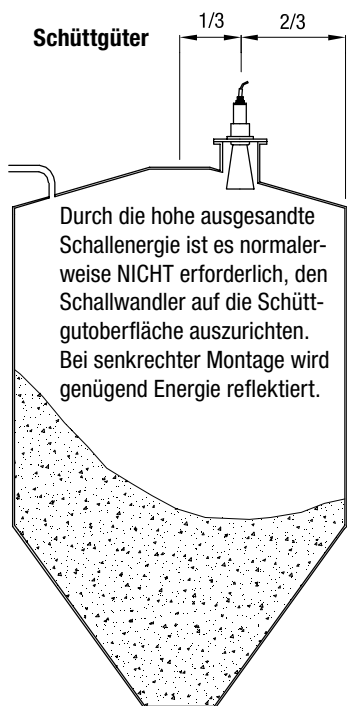 Schüttgüter
1/3
2/3
Durch die hohe ausgesandte
Schallenergie ist es normaler-
weise NICHT erforderlich, den
Schallwandler auf die Schütt-
gutoberfläche auszurichten.
Bei senkrechter Montage wird
genügend Energie reflektiert.